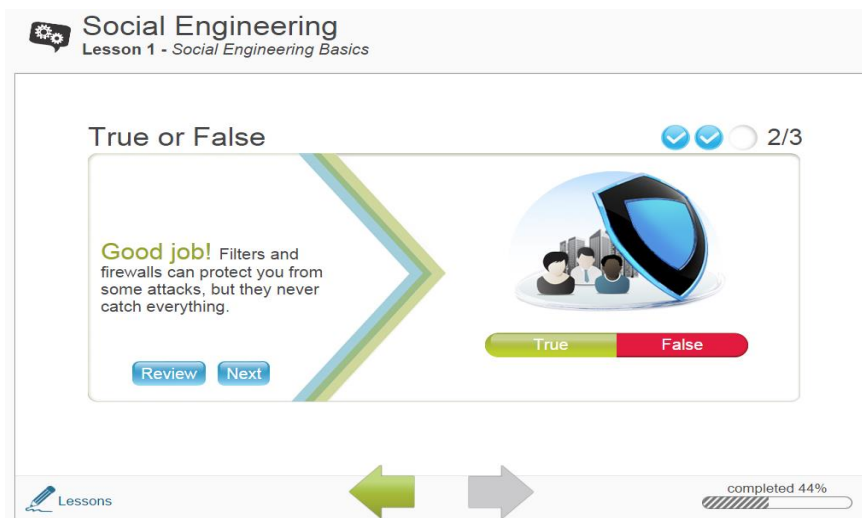 Social Engineering
Lesson 1 - Social Engineering Basics
True or False
2/3
Good job! Filters and
firewalls can protect you from
some attacks, but they never
catch everything.
Review Next
True False
Lessons
completed 44%